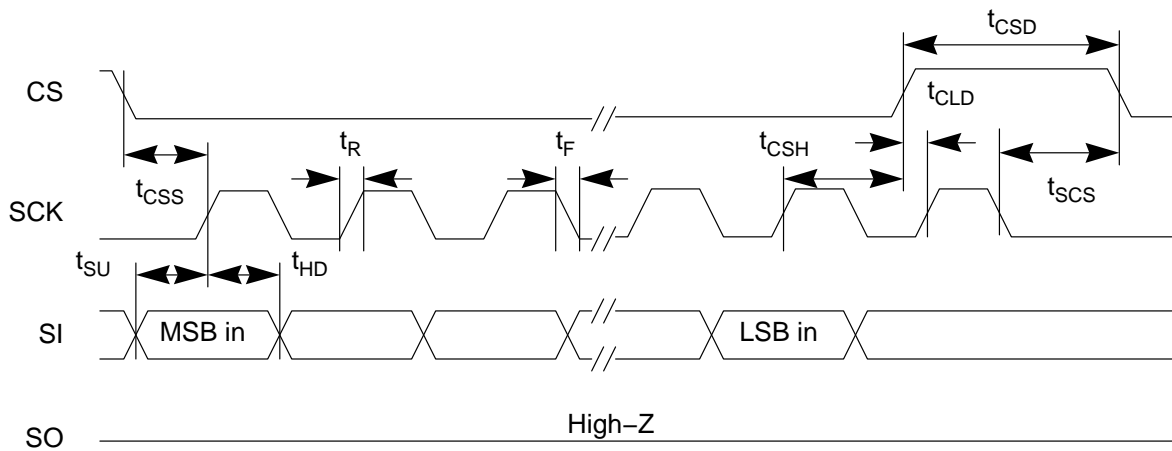 tCSD
CS
tCLD
tR
tF
tCSH
tCSS
tSCS
SCK
tSU
tHD
SI
MSB in
LSB in
High–Z
SO